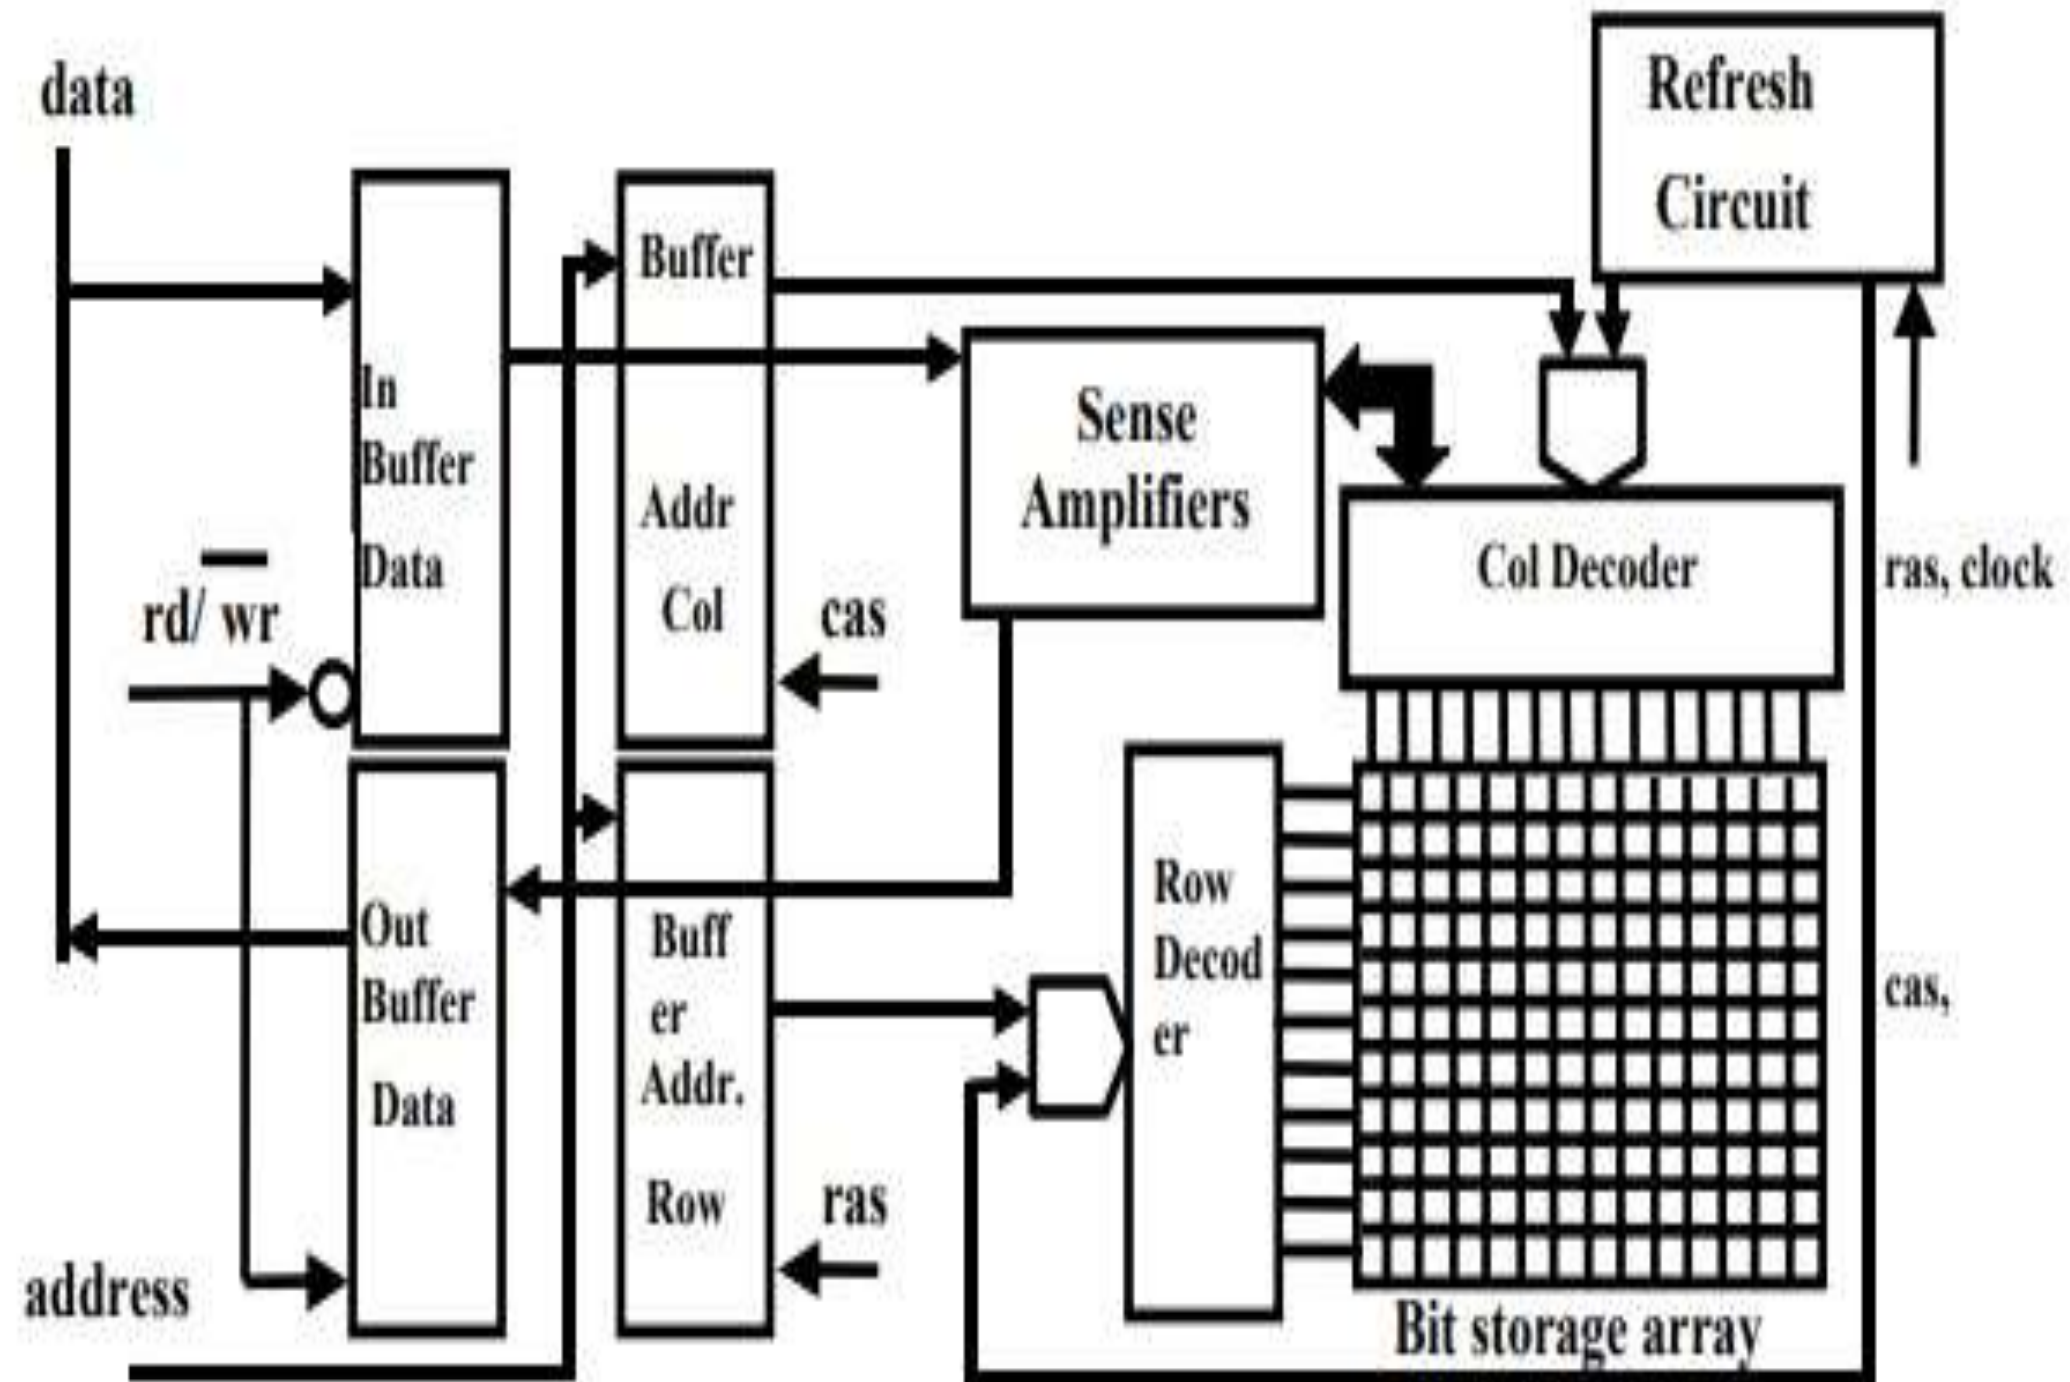 data
Refresh
Circuit
In
Buffer
Data
rd/ wr
Buffer
Addr
Col
cas
Sense
Amplifiers
Col Decoder
ras, clock
Out
Buffer
Data
Buff
er
Addr.
Row
ras
Row
Decod
er
cas,
address
Bit storage array